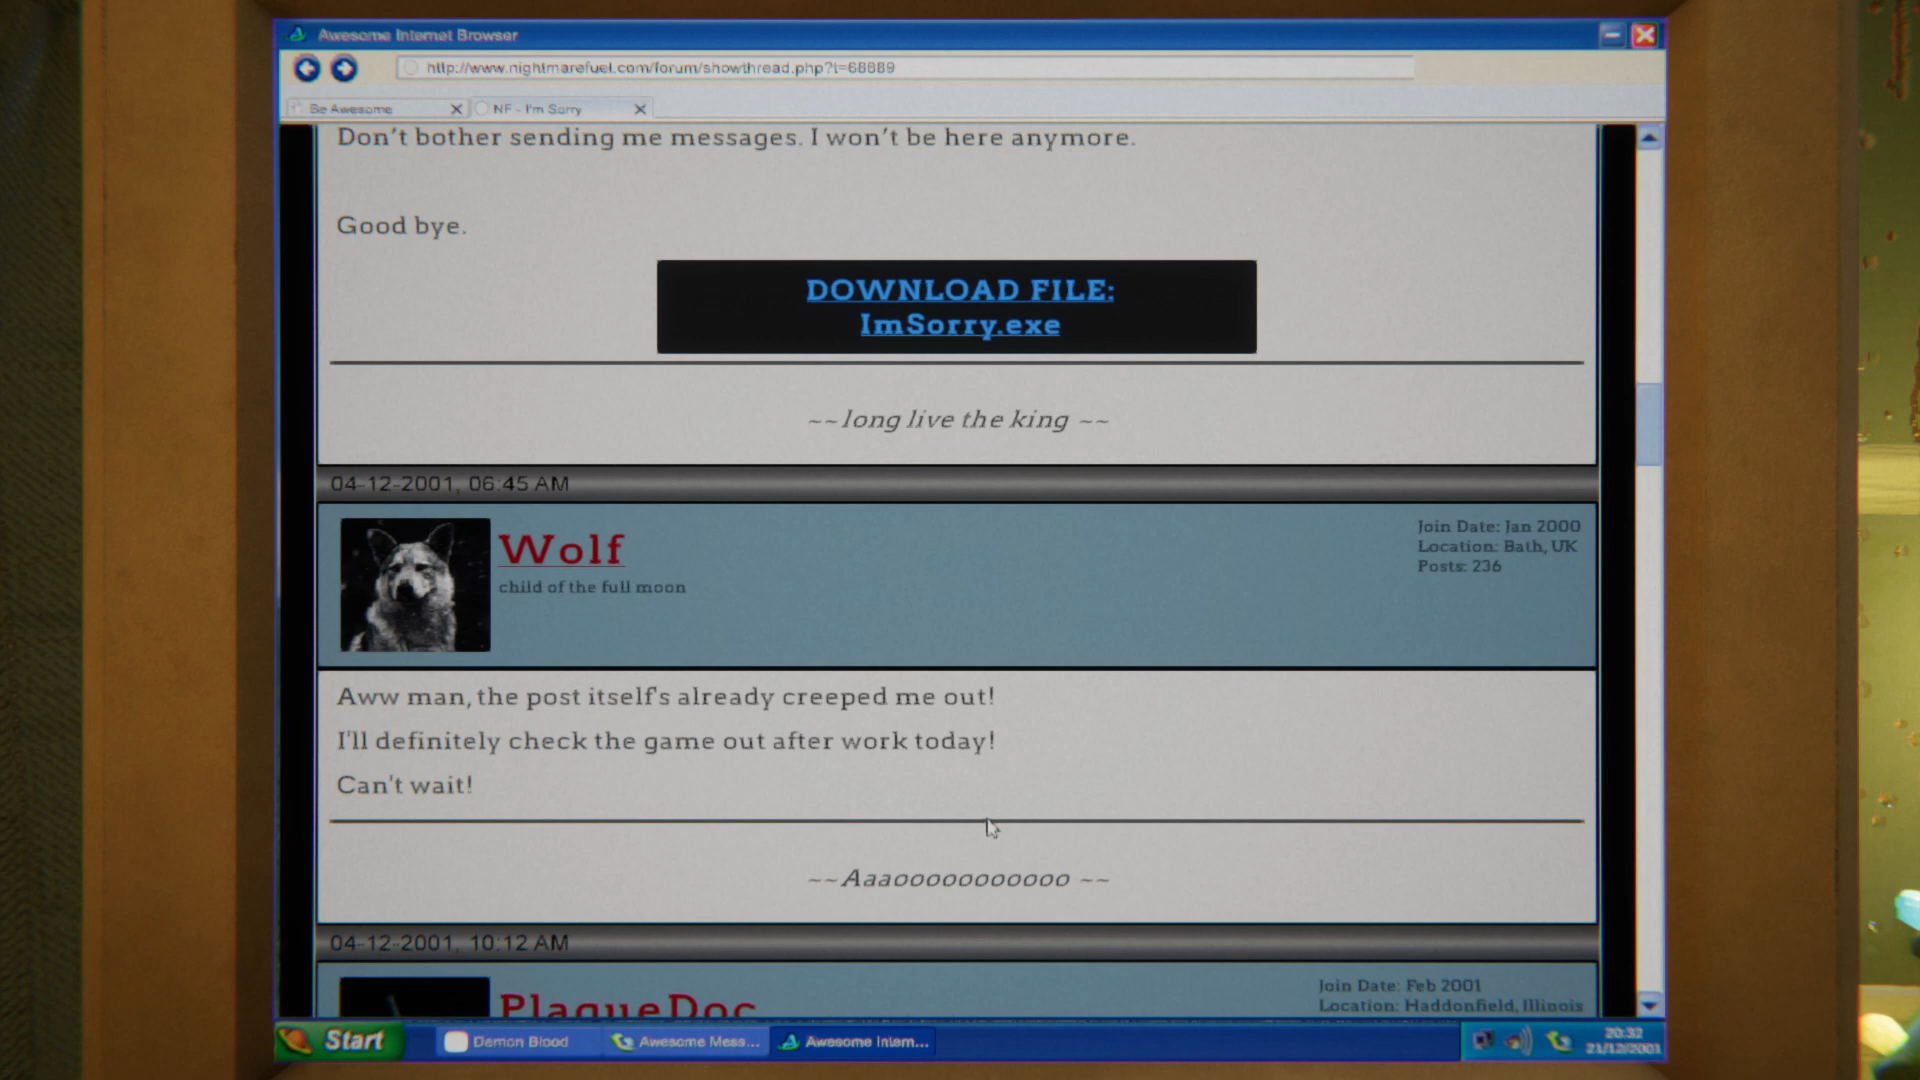 Awesome Internet Browser
http://www.nightmarefuel.com/forum/showthread.php?t=68889
Be Awesome
NF - I'm Sorry
Don't bother sending me messages. I won't be here anymore.
Good bye.
DOWNLOAD FILE:
ImSorry.exe
~~long live the king ~~
04-12-2001, 06:45 AM
Wolf
child of the full moon
Join Date: Jan 2000
Location: Bath, UK
Posts: 236
Aww man, the post itself's already creeped me out!
I'll definitely check the game out after work today!
Can't wait!
~~Aaaooooooooooo ~~
04-12-2001, 10:12 AM
PlagueDoc
Join Date: Feb 2001
Location: Haddonfield, Illinois
Start
Demon Blood
Awesome Mess...
Awesome Intern...
20:32
21/12/2001